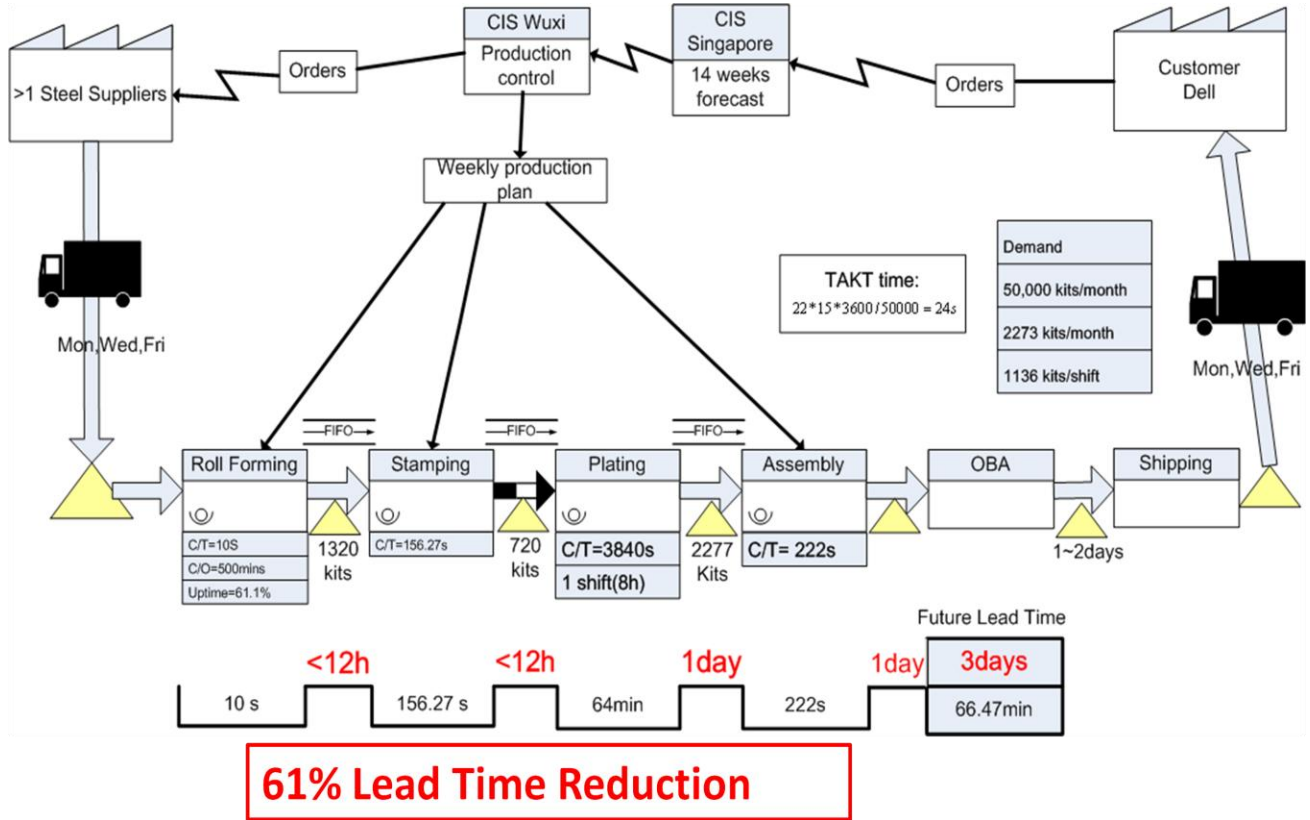 CIS Wuxi
Production
control
CIS
Singapore
14 weeks
forecast
Orders
>1 Steel Suppliers
Orders
Customer
Dell
Weekly production
plan
TAKT time:
22*15*3600/50000 = 24s
Demand
50,000 kits/month
2273 kits/month
1136 kits/shift
Mon,Wed,Fri
Mon,Wed,Fri
FIFO
FIFO
FIFO
Roll Forming
Stamping
Plating
Assembly
OBA
Shipping
C/T=10S
C/O=500mins
Uptime=61.1%
1320
kits
C/T=156.27s
720
kits
C/T=3840s
1 shift(8h)
2277
Kits
C/T= 222s
1~2days
Future Lead Time
<12h
<12h
1day
1day
3days
10 s
156.27 s
64min
222s
66.47min
61% Lead Time Reduction